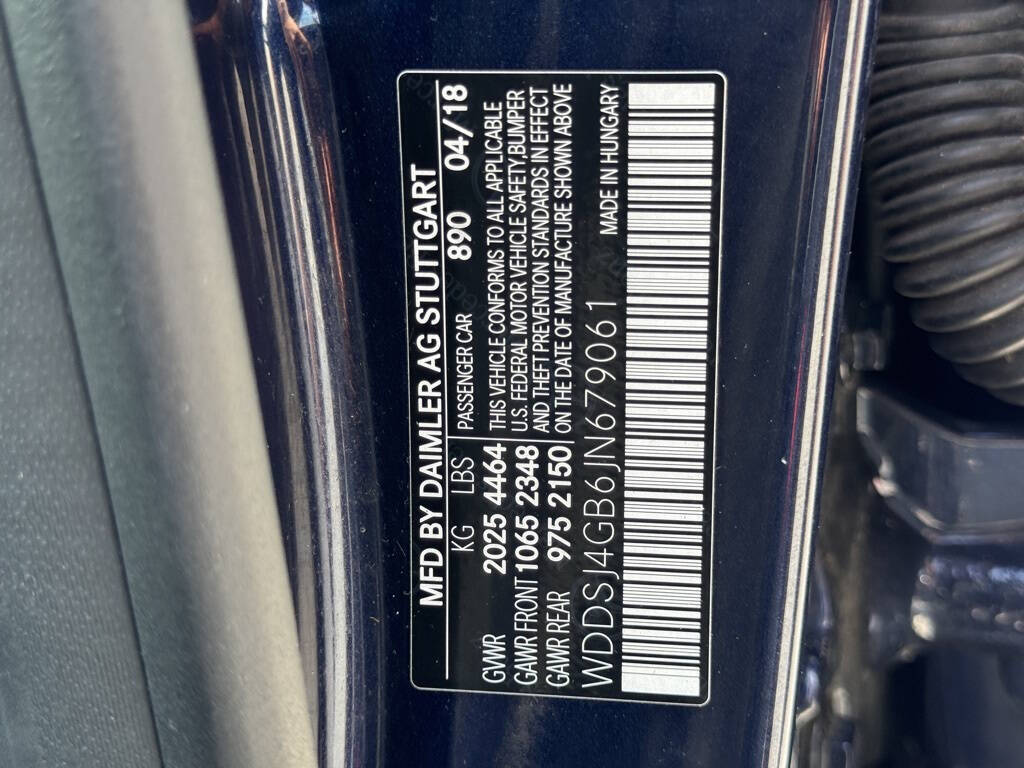 MFD BY DAIMLER AG STUTTGART
KG LBS PASSENGER CAR 890 04/18
GVWR 2025 4464
GAWR FRONT 1065 2348
GAWR REAR 975 2150
THIS VEHICLE CONFORMS TO ALL APPLICABLE
U.S. FEDERAL MOTOR VEHICLE SAFETY,BUMPER
AND THEFT PREVENTION STANDARDS IN EFFECT
ON THE DATE OF MANUFACTURE SHOWN ABOVE
WDDSJ4GB6JN679061 MADE IN HUNGARY